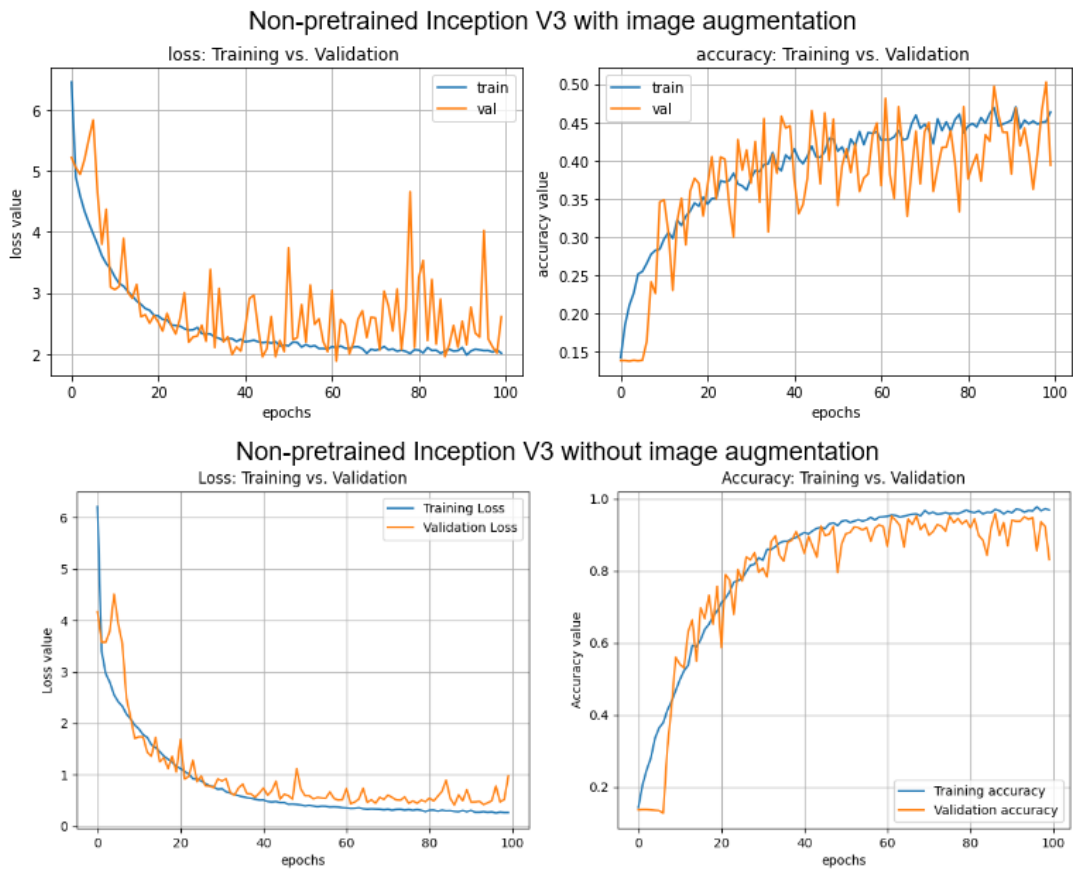 Non-pretrained Inception V3 with image augmentation
loss: Training vs. Validation
train
val
loss value
6
5
4
3
2
0 20 40 60 80 100
epochs
accuracy: Training vs. Validation
train
val
accuracy value
0.50
0.45
0.40
0.35
0.30
0.25
0.20
0.15
0 20 40 60 80 100
epochs
Non-pretrained Inception V3 without image augmentation
Loss: Training vs. Validation
Training Loss
Validation Loss
Loss value
6
5
4
3
2
1
0
0 20 40 60 80 100
epochs
Accuracy: Training vs. Validation
Accuracy value
1.0
0.8
0.6
0.4
0.2
Training accuracy
Validation accuracy
0 20 40 60 80 100
epochs